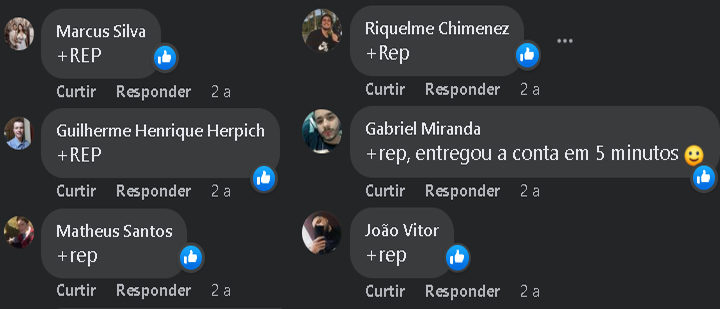 Marcus Silva
+REP
Curtir Responder 2 a
Guilherme Henrique Herpich
+REP
Curtir Responder 2 a
Matheus Santos
+rep
Curtir Responder 2 a
Riquelme Chimenez
+Rep
Curtir Responder 2 a
Gabriel Miranda
+rep, entregou a conta em 5 minutos 🙂
Curtir Responder 2 a
João Vitor
+rep
Curtir Responder 2 a